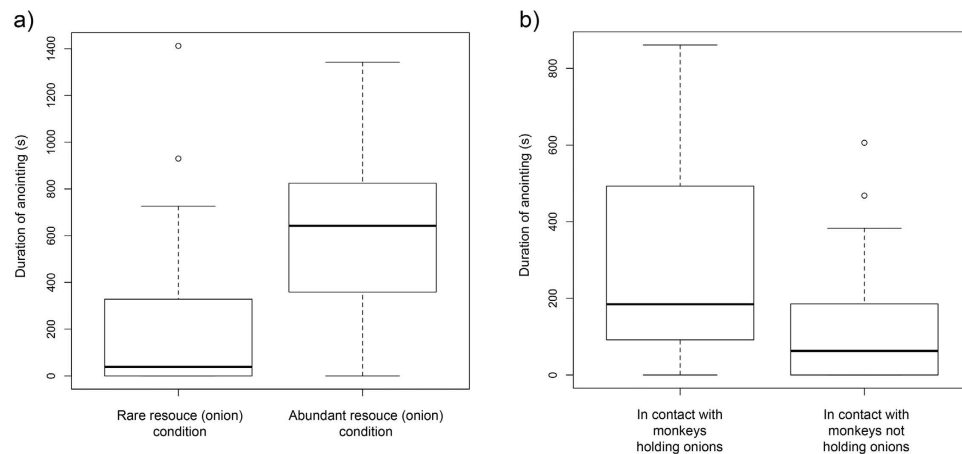 a)
Duration of anointing (s)
1400
1200
1000
800
600
400
200
0
Rare resouce (onion)
condition
Abundant resouce (onion)
condition
b)
Duration of anointing (s)
800
600
400
200
0
In contact with
monkeys
holding onions
In contact with
monkeys not
holding onions